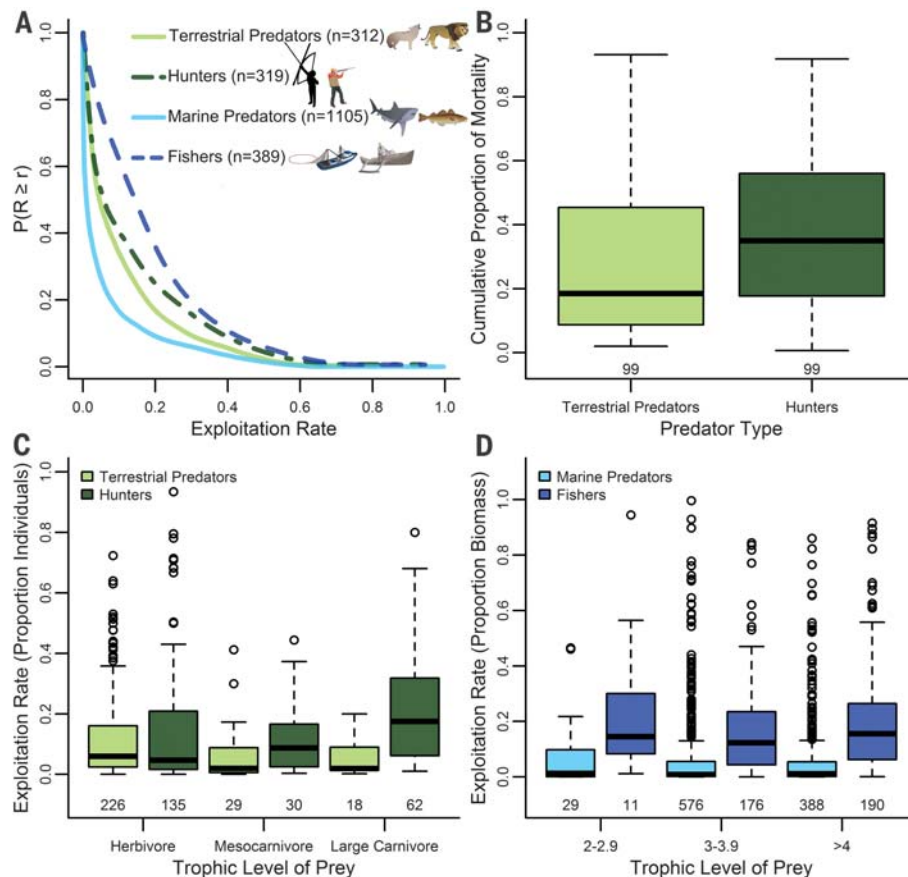 A
Terrestrial Predators (n=312)
Hunters (n=319)
Marine Predators (n=1105)
Fishers (n=389)
P(R ≥ r)
1.0
0.8
0.6
0.4
0.2
0.0
0.0 0.2 0.4 0.6 0.8 1.0
Exploitation Rate
B
Cumulative Proportion of Mortality
1.0
0.8
0.6
0.4
0.2
0.0
99 99
Terrestrial Predators Hunters
Predator Type
C
Terrestrial Predators
Hunters
Exploitation Rate (Proportion Individuals)
1.0
0.8
0.6
0.4
0.2
0.0
226 135 29 30 18 62
Herbivore Mesocarnivore Large Carnivore
Trophic Level of Prey
D
Marine Predators
Fishers
Exploitation Rate (Proportion Biomass)
1.0
0.8
0.6
0.4
0.2
0.0
29 11 576 176 388 190
2-2.9 3-3.9 >4
Trophic Level of Prey